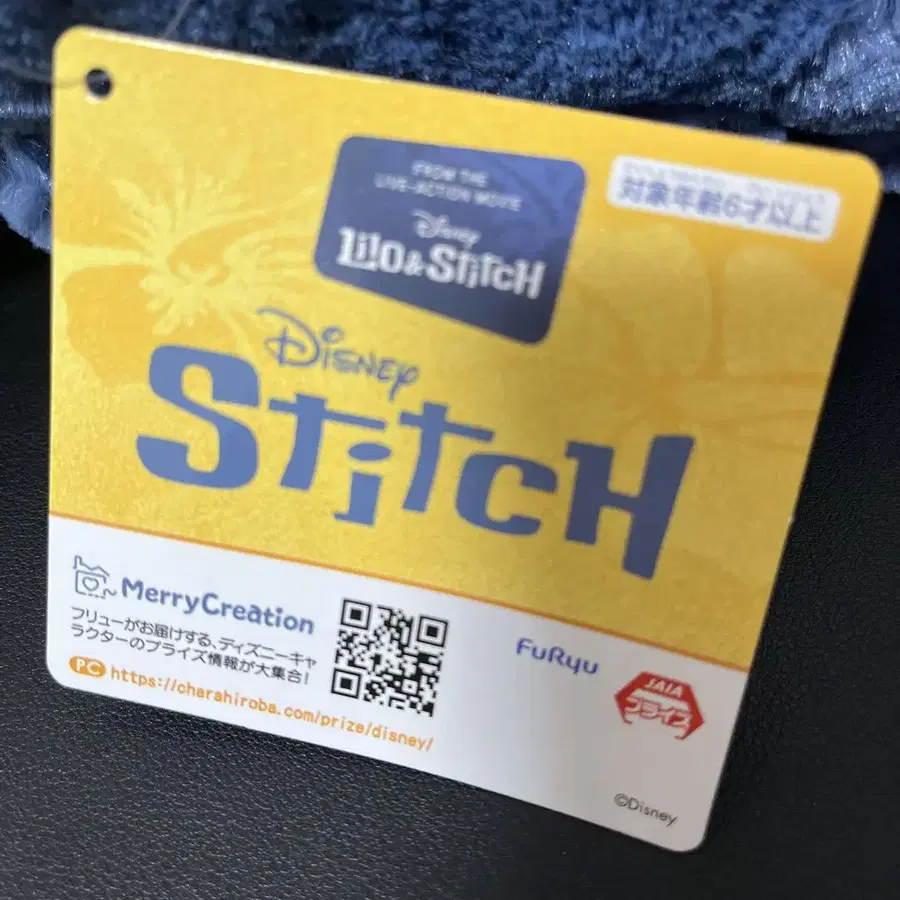 FROM THE
LIVE-ACTION MOVIE
Disney
LILO & STITCH
対象年齢6才以上
DISNEY
STITCH
MerryCreation
フリューがお届けする、ディズニーキャ
ラクターのプライズ情報が大集合!
PC https://charahiroba.com/prize/disney/
FuRyu
JAIA
プライズ
©Disney